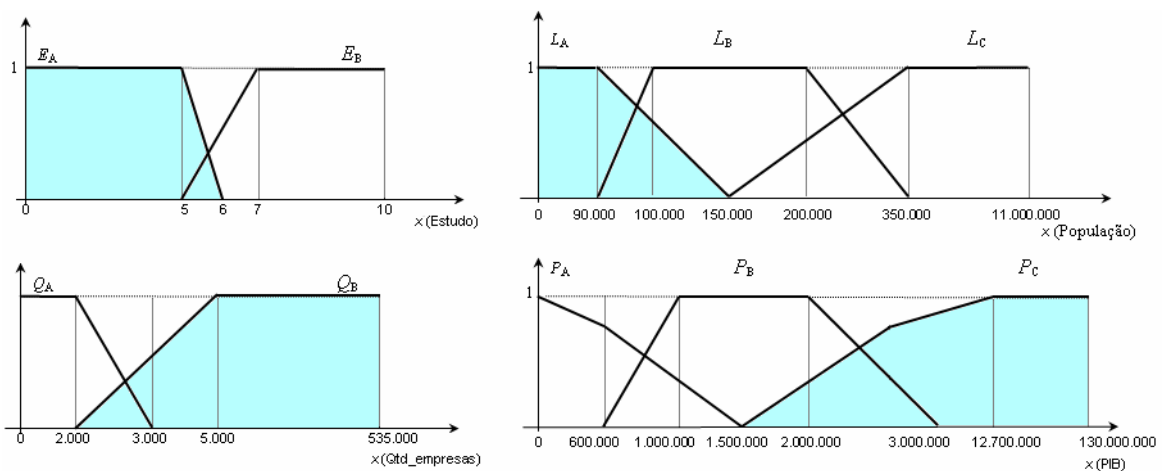 E_A E_B
1
0 5 6 7 10
x (Estudo)
L_A L_B L_C
1
0 90.000 100.000 150.000 200.000 350.000 11.000.000
x (População)
Q_A Q_B
0 2.000 3.000 5.000 535.000
x (Qtd_empresas)
P_A P_B P_C
1
0 600.000 1.000.000 1.500.000 2.000.000 3.000.000 12.700.000 130.000.000
x (PIB)